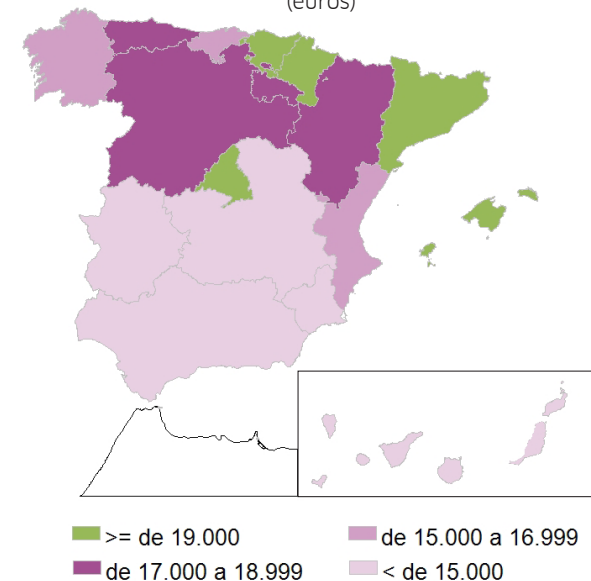 (euros)
>= de 19.000
de 15.000 a 16.999
de 17.000 a 18.999
< de 15.000